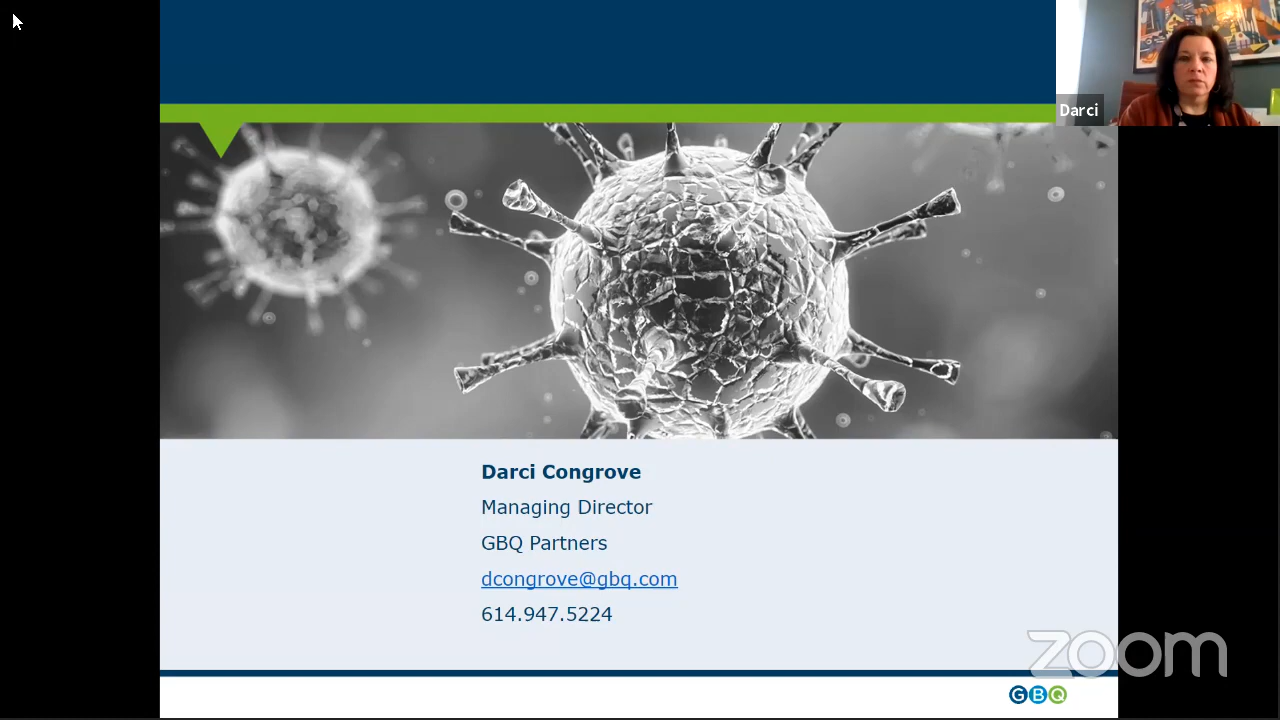 Darci
Darci Congrove
Managing Director
GBQ Partners
dcongrove@gbq.com
614.947.5224
zoom
GBQ